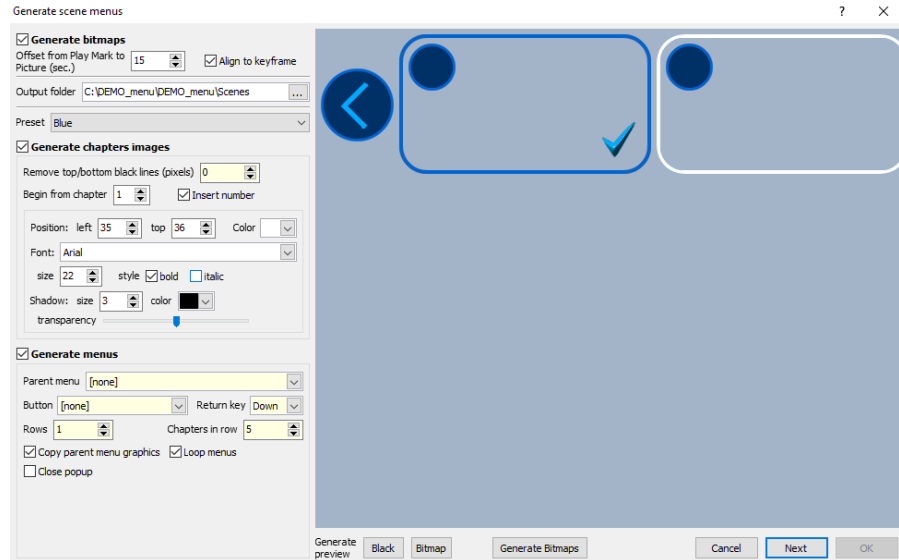 Generate scene menus
? ×
Generate bitmaps
Offset from Play Mark to
Picture (sec.) 15 Align to keyframe
Output folder C:\DEMO_menu\DEMO_menu\Scenes ...
Preset Blue
Generate chapters images
Remove top/bottom black lines (pixels) 0
Begin from chapter 1 Insert number
Position: left 35 top 36 Color
Font: Arial
size 22 style bold italic
Shadow: size 3 color
transparency
Generate menus
Parent menu [none]
Button [none] Return key Down
Rows 1 Chapters in row 5
Copy parent menu graphics Loop menus
Close popup
Generate
preview Black Bitmap Generate Bitmaps Cancel Next OK